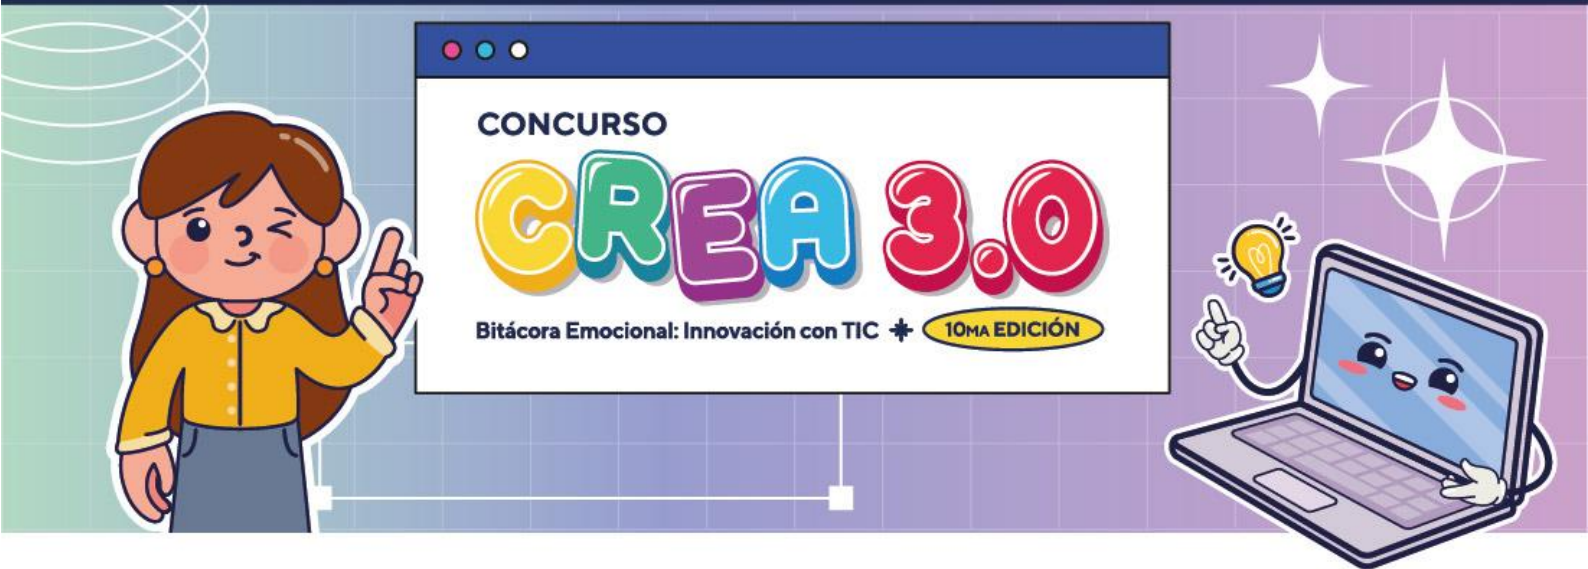 CONCURSO
CREA 3.0
Bitácora Emocional: Innovación con TIC 10MA EDICIÓN